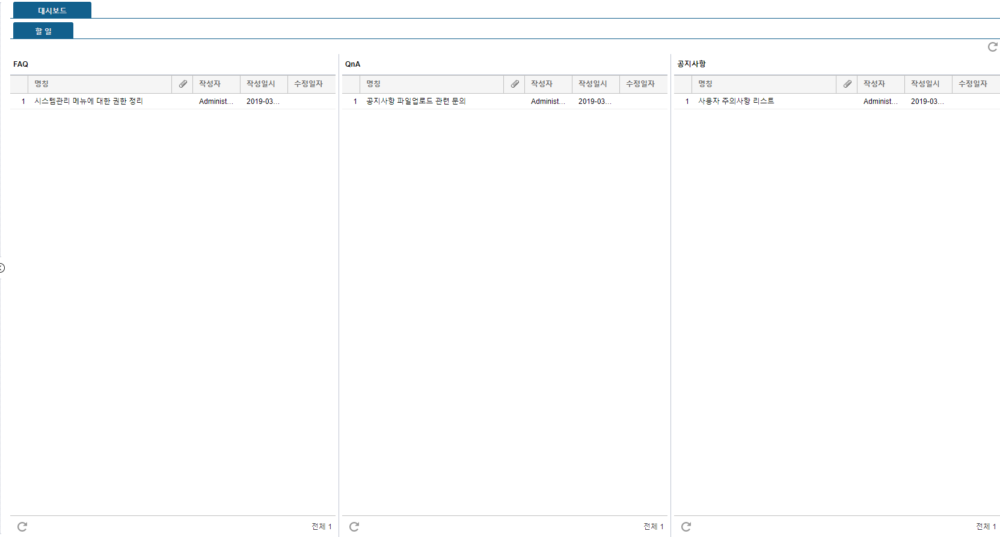 대시보드
할 일
FAQ
명칭 작성자 작성일시 수정일자
1 시스템관리 메뉴에 대한 권한 정리 Administ... 2019-03...
전체 1
QnA
명칭 작성자 작성일시 수정일자
1 공지사항 파일업로드 관련 문의 Administ... 2019-03...
전체 1
공지사항
명칭 작성자 작성일시 수정일자
1 사용자 주의사항 리스트 Administ... 2019-03...
전체 1